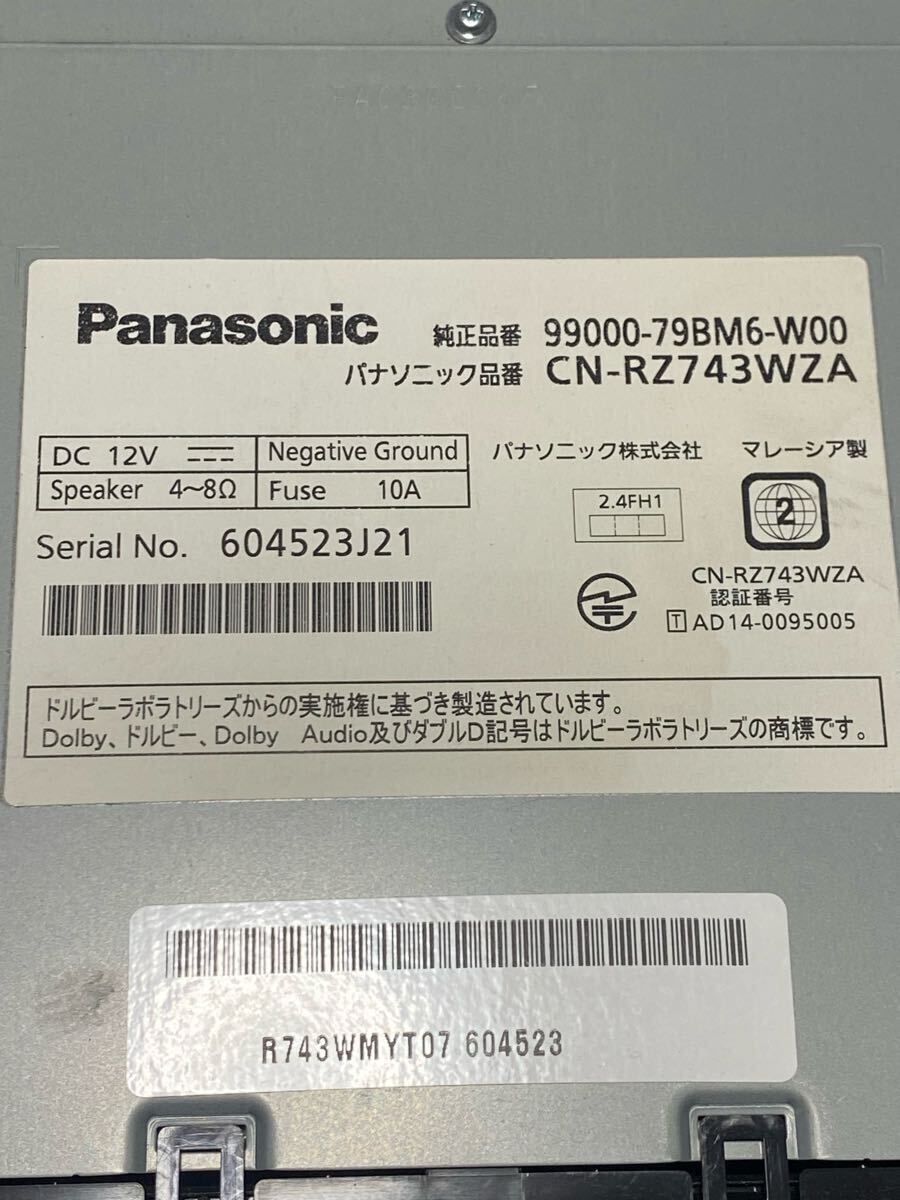 Panasonic 純正品番 99000-79BM6-W00
パナソニック品番 CN-RZ743WZA
DC 12V Negative Ground
Speaker 4~8Ω Fuse 10A
パナソニック株式会社 マレーシア製
2.4FH1
2
Serial No. 604523J21
CN-RZ743WZA
認証番号
T AD14-0095005
ドルビーラボラトリーズからの実施権に基づき製造されています。
Dolby、ドルビー、Dolby Audio及びダブルD記号はドルビーラボラトリーズの商標です。
R743WMYT07 604523